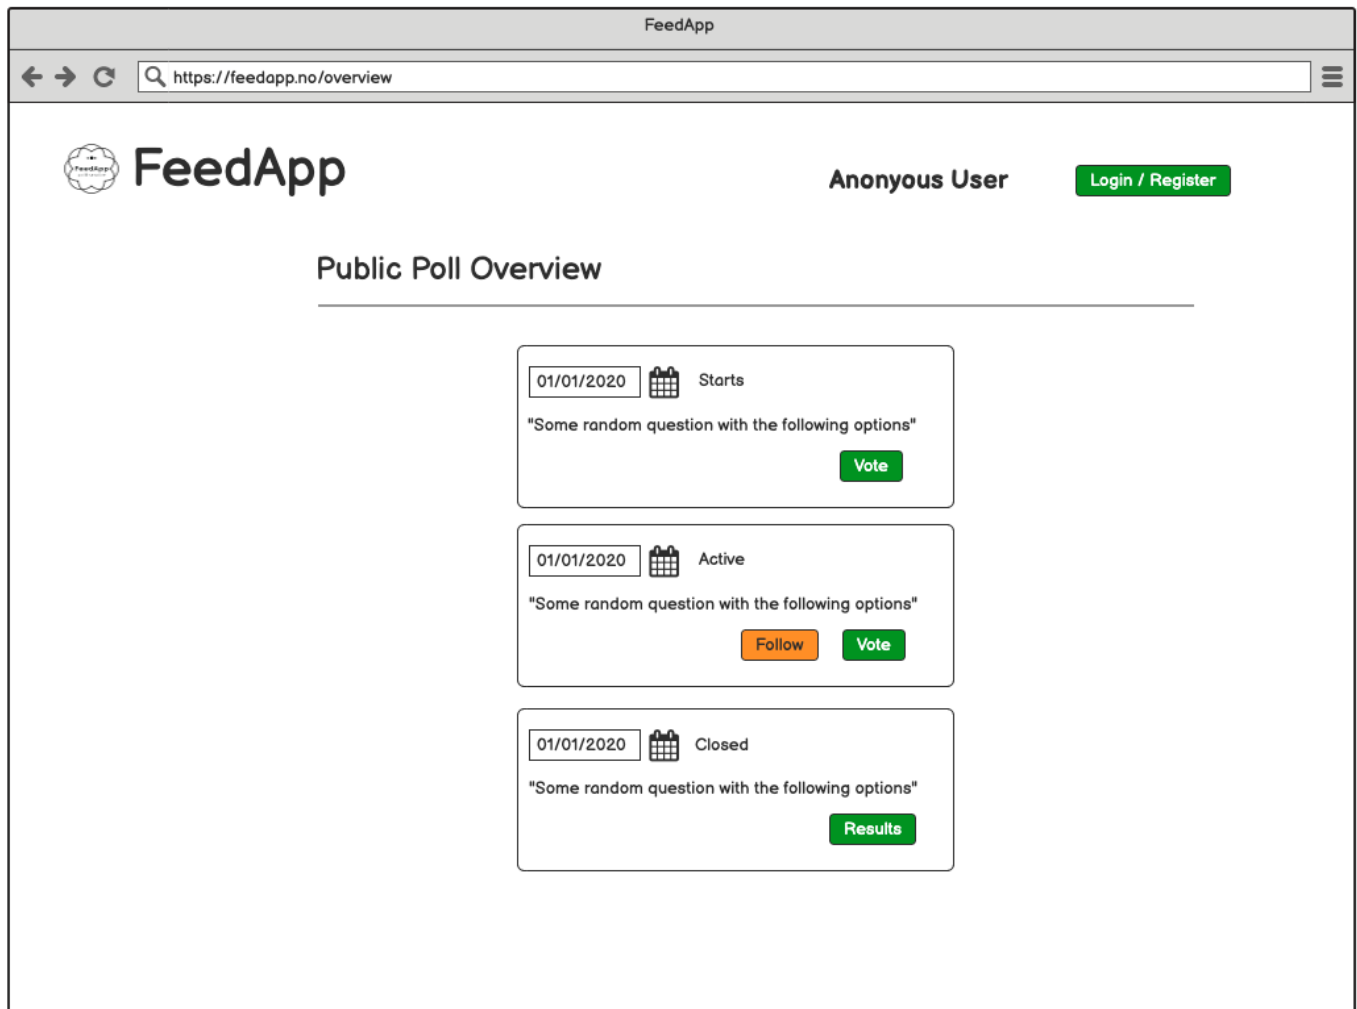 FeedApp
https://feedapp.no/overview
FeedApp
FeedApp
Anonyous User
Login / Register
Public Poll Overview
01/01/2020 Starts
"Some random question with the following options"
Vote
01/01/2020 Active
"Some random question with the following options"
Follow Vote
01/01/2020 Closed
"Some random question with the following options"
Results